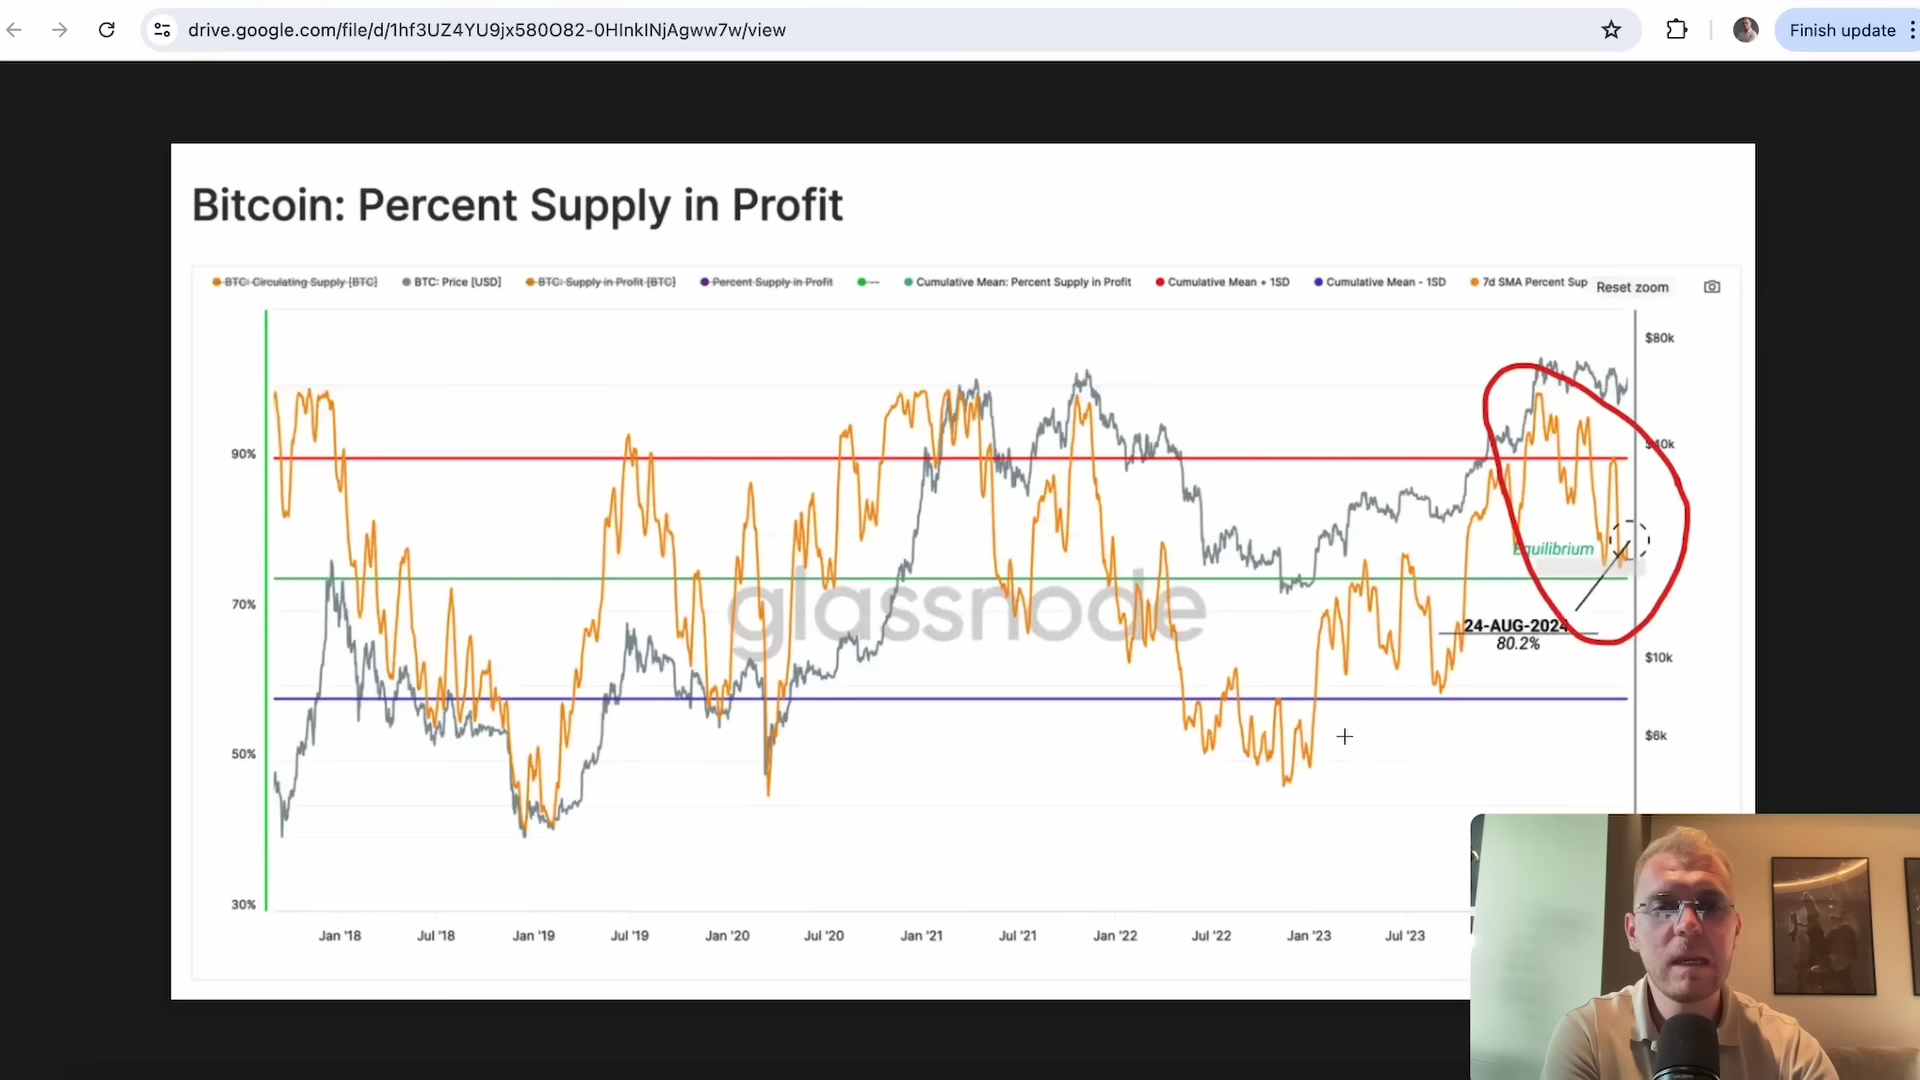 drive.google.com/file/d/1hf3UZ4YU9jx580O82-0HInkINjAgww7w/view
Finish update
Bitcoin: Percent Supply in Profit
BTC: Circulating Supply [BTC] BTC: Price [USD] BTC: Supply in Profit [BTC] Percent Supply in Profit Cumulative Mean: Percent Supply in Profit Cumulative Mean + 1SD Cumulative Mean - 1SD 7d SMA Percent Sup
Reset zoom
$80k
90%
$40k
Equilibrium
70%
glassnode
24-AUG-2024
80.2%
$10k
$6k
50%
30%
Jan '18 Jul '18 Jan '19 Jul '19 Jan '20 Jul '20 Jan '21 Jul '21 Jan '22 Jul '22 Jan '23 Jul '23